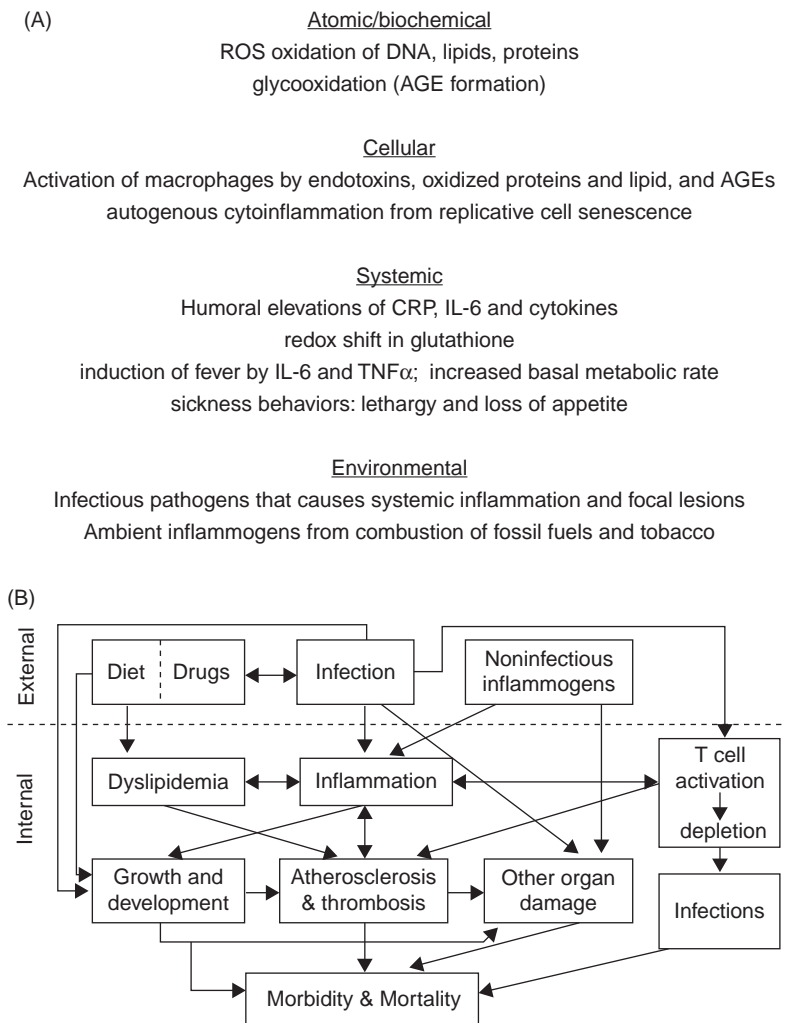 (A)
Atomic/biochemical
ROS oxidation of DNA, lipids, proteins
glycooxidation (AGE formation)
Cellular
Activation of macrophages by endotoxins, oxidized proteins and lipid, and AGEs
autogenous cytoinflammation from replicative cell senescence
Systemic
Humoral elevations of CRP, IL-6 and cytokines
redox shift in glutathione
induction of fever by IL-6 and TNFα; increased basal metabolic rate
sickness behaviors: lethargy and loss of appetite
Environmental
Infectious pathogens that causes systemic inflammation and focal lesions
Ambient inflammogens from combustion of fossil fuels and tobacco
(B)
External
Diet
Drugs
Infection
Noninfectious
inflammogens
Internal
Dyslipidemia
Inflammation
T cell
activation
depletion
Growth and
development
Atherosclerosis
& thrombosis
Other organ
damage
Infections
Morbidity & Mortality